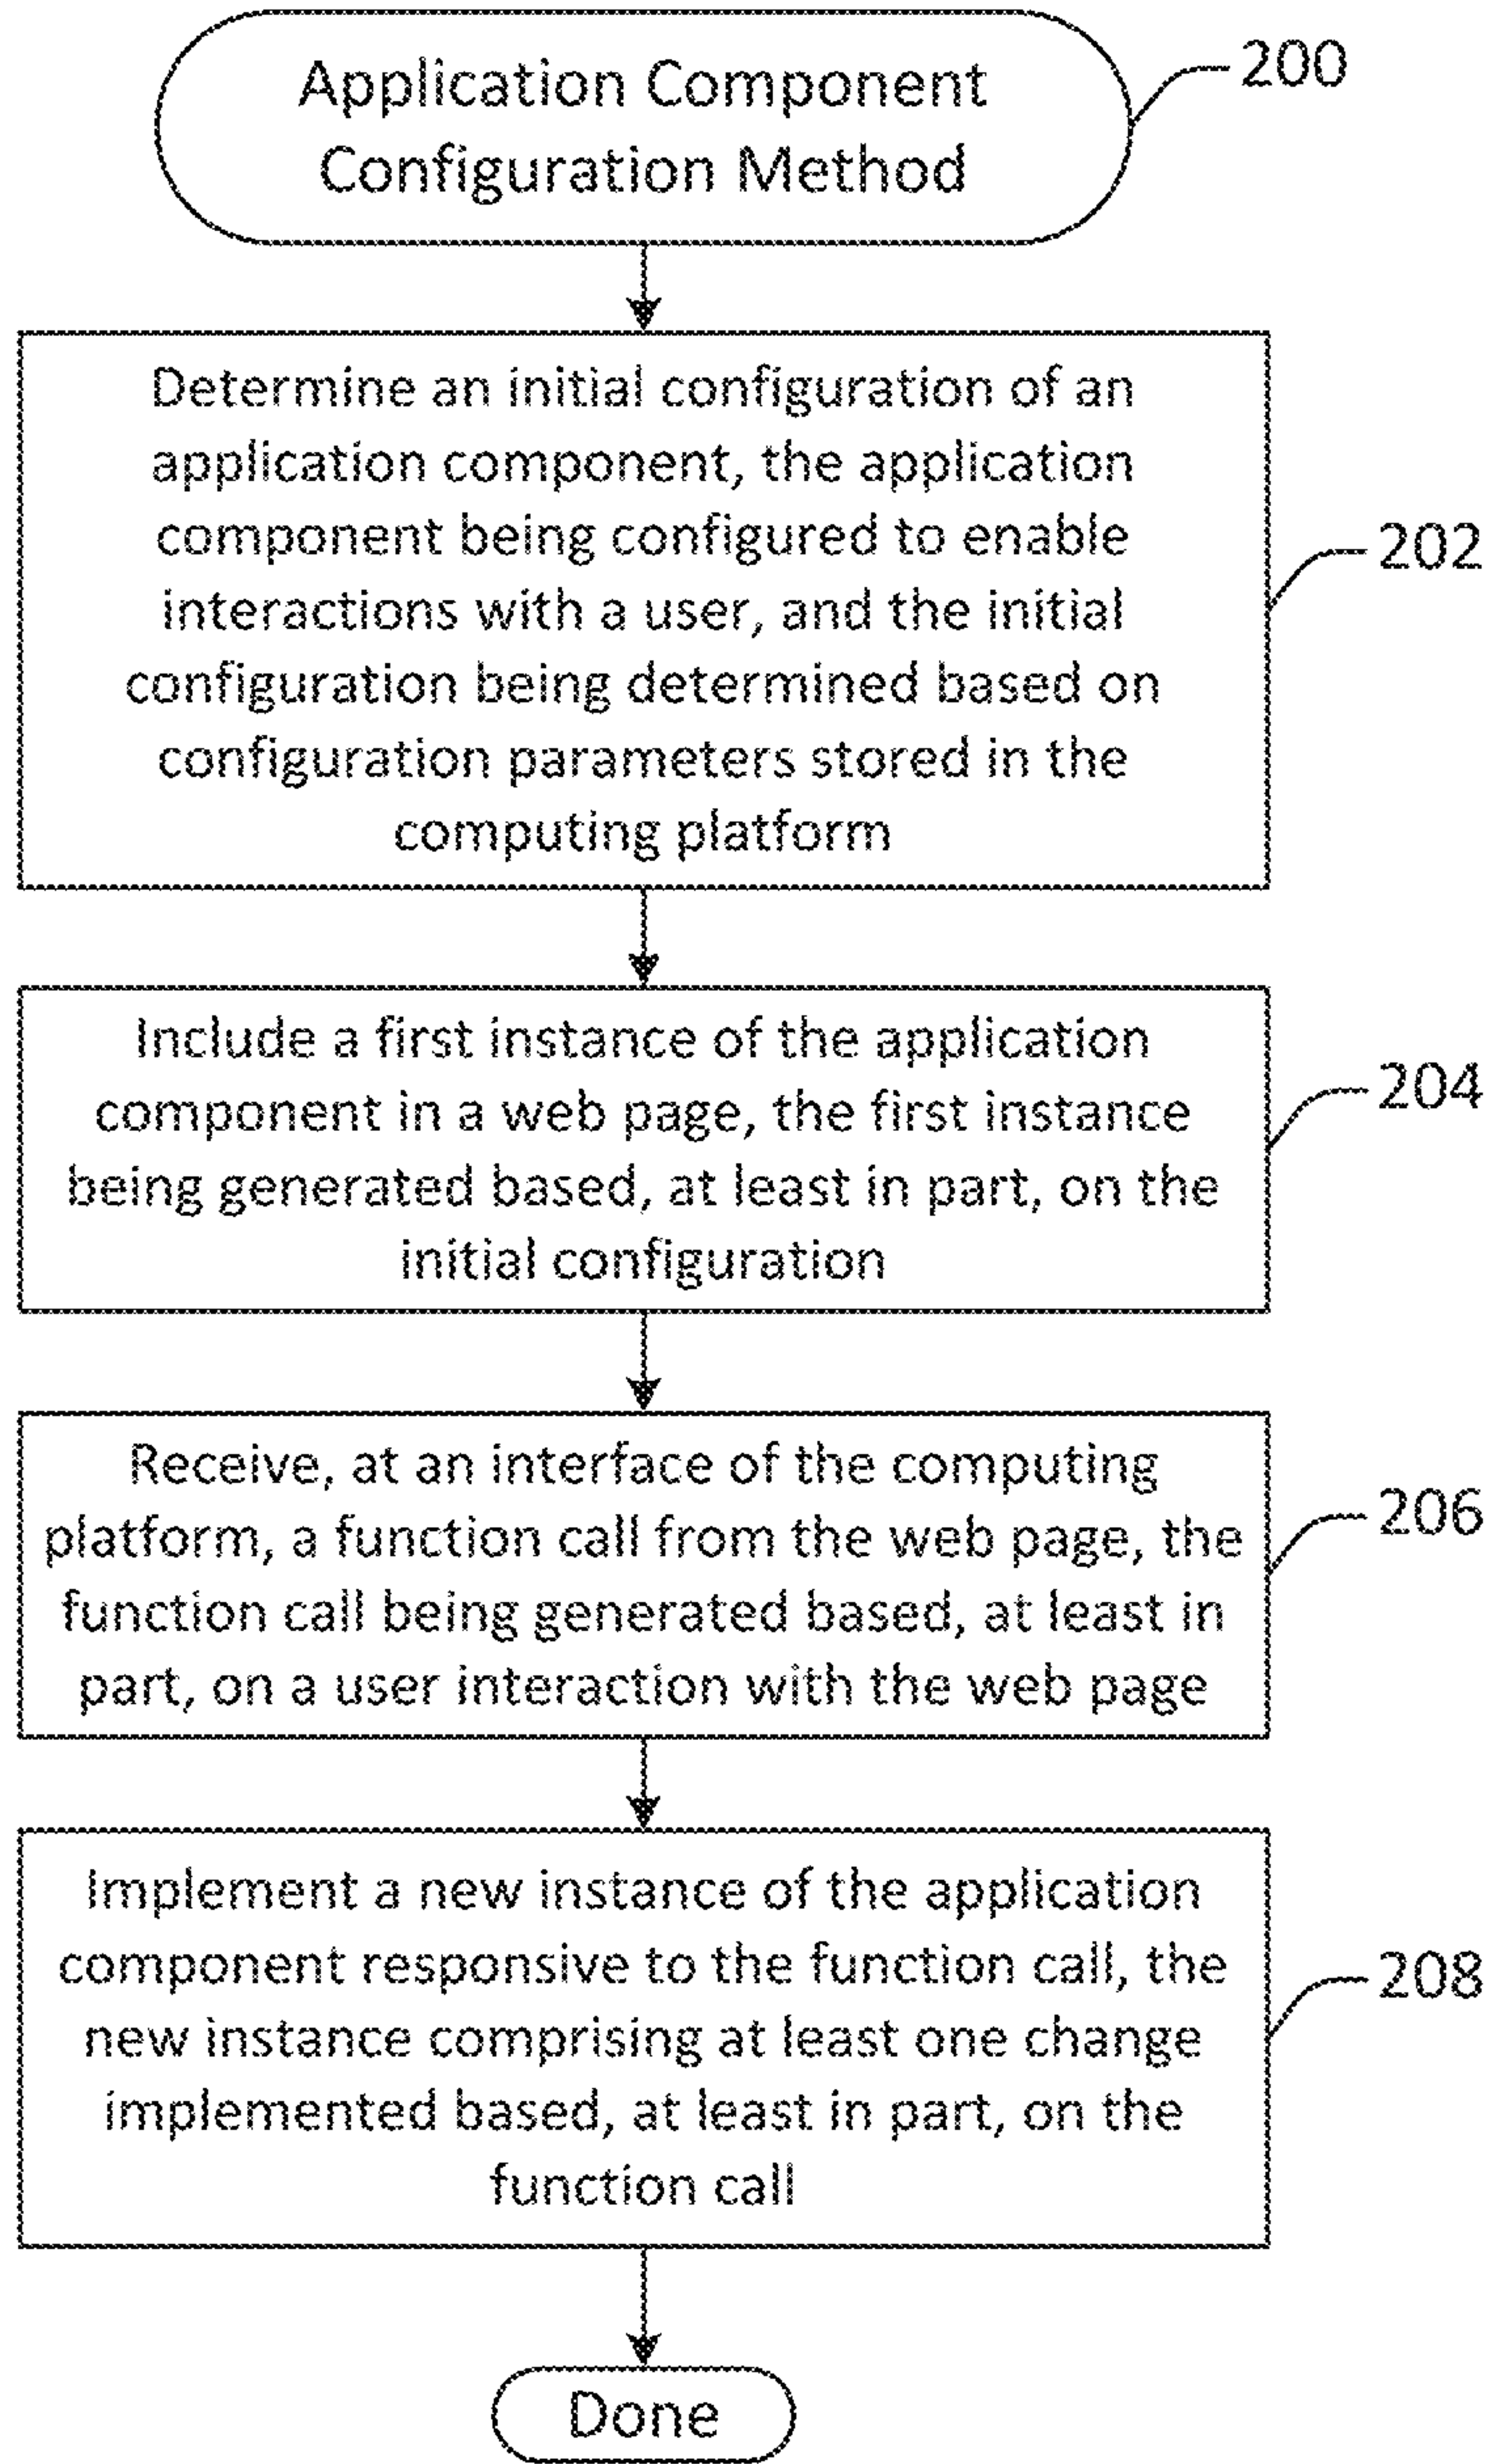 Application Component
Configuration Method
200
Determine an initial configuration of an
application component, the application
component being configured to enable
interactions with a user, and the initial
configuration being determined based on
configuration parameters stored in the
computing platform
202
Include a first instance of the application
component in a web page, the first instance
being generated based, at least in part, on the
initial configuration
204
Receive, at an interface of the computing
platform, a function call from the web page, the
function call being generated based, at least in
part, on a user interaction with the web page
206
Implement a new instance of the application
component responsive to the function call, the
new instance comprising at least one change
implemented based, at least in part, on the
function call
208
Done